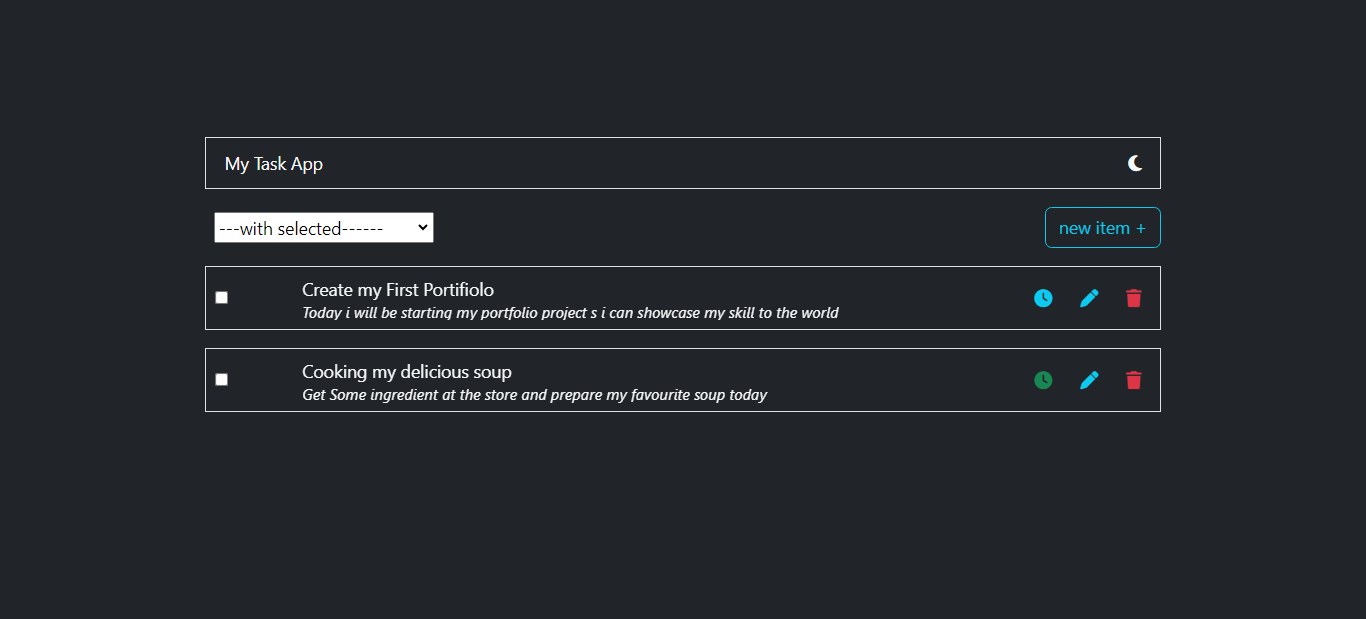 My Task App
---with selected------
new item +
Create my First Portifiolo
Today i will be starting my portfolio project s i can showcase my skill to the world
Cooking my delicious soup
Get Some ingredient at the store and prepare my favourite soup today